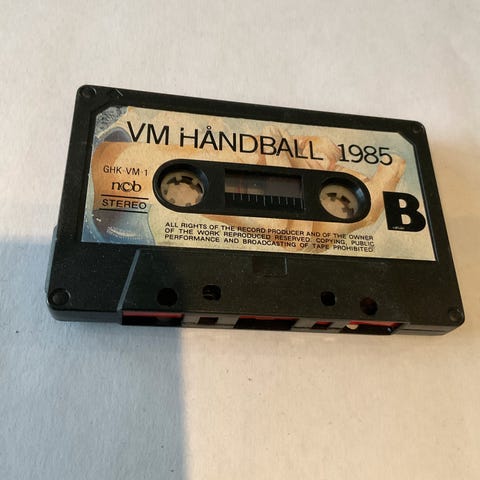 VM HÅNDBALL 1985
GHK-VM-1
ncb
STEREO
B
ALL RIGHTS OF THE RECORD PRODUCER AND OF THE OWNER
OF THE WORK REPRODUCED RESERVED. COPYING, PUBLIC
PERFORMANCE AND BROADCASTING OF TAPE PROHIBITED